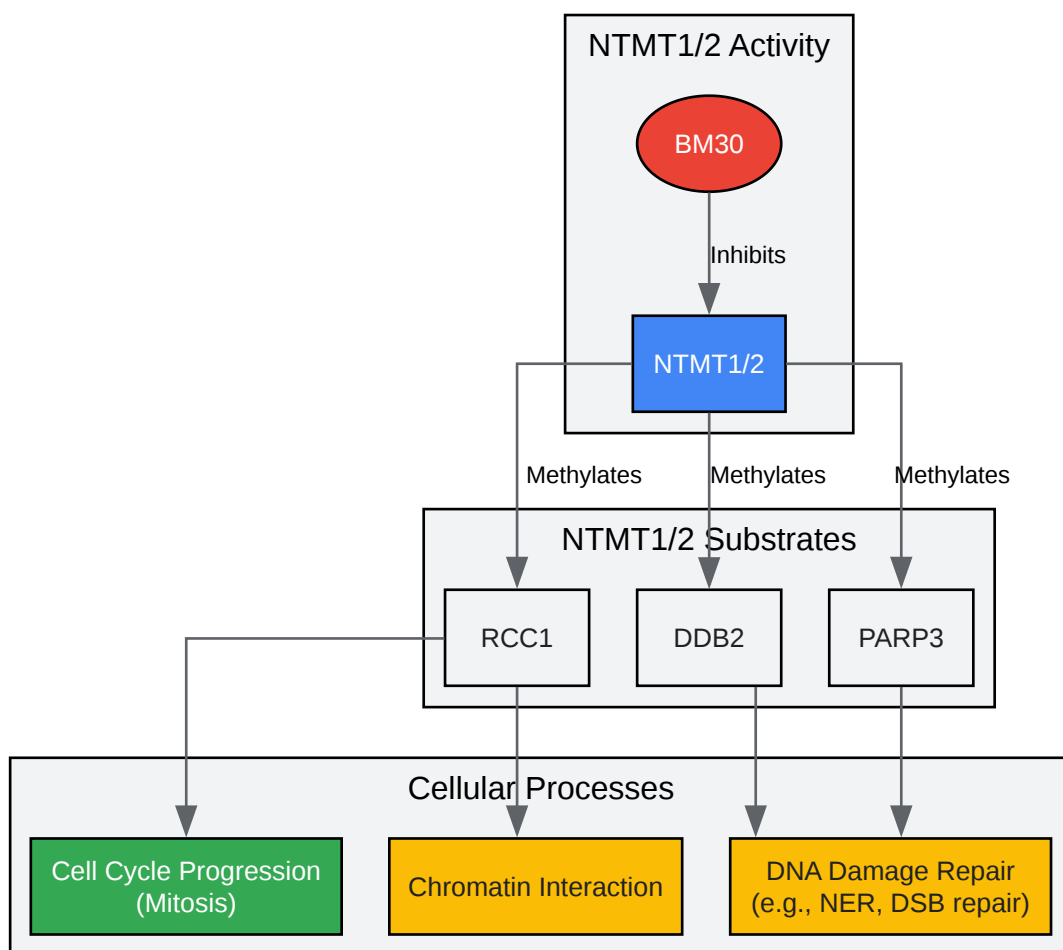 NTMT1/2 Activity
BM30
Inhibits
NTMT1/2
Methylates
Methylates
Methylates
NTMT1/2 Substrates
RCC1
DDB2
PARP3
Cellular Processes
Cell Cycle Progression
(Mitosis)
Chromatin Interaction
DNA Damage Repair
(e.g., NER, DSB repair)